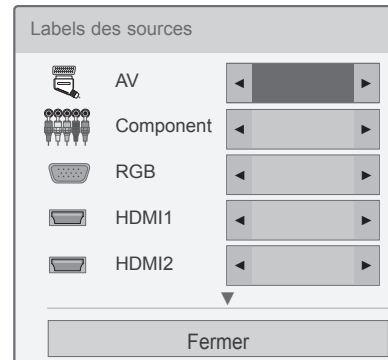 Labels des sources
AV
Component
RGB
HDMI1
HDMI2
Fermer